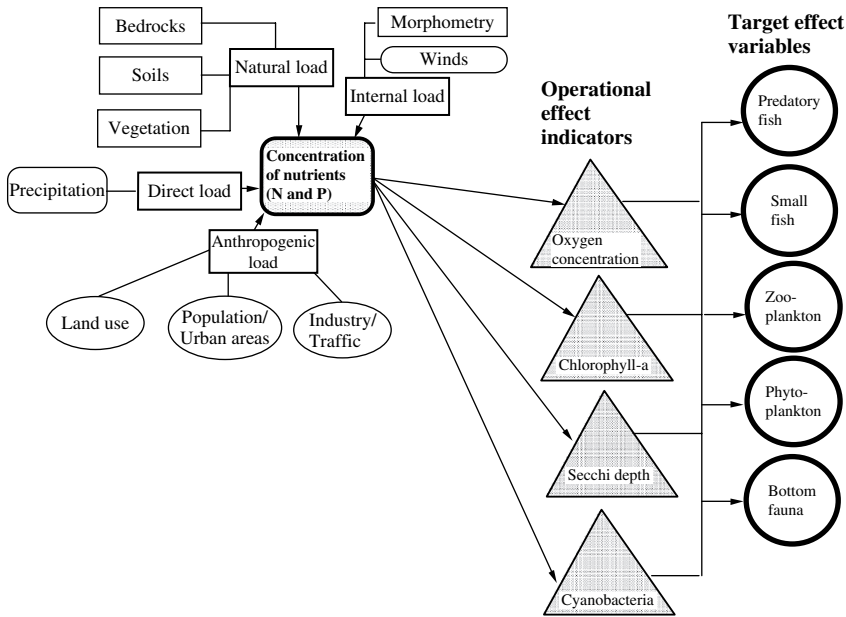 Bedrocks
Soils
Vegetation
Natural load
Morphometry
Winds
Internal load
Precipitation
Direct load
Concentration
of nutrients
(N and P)
Anthropogenic
load
Land use
Population/
Urban areas
Industry/
Traffic
Operational
effect
indicators
Oxygen
concentration
Chlorophyll-a
Secchi depth
Cyanobacteria
Target effect
variables
Predatory
fish
Small
fish
Zoo-
plankton
Phyto-
plankton
Bottom
fauna